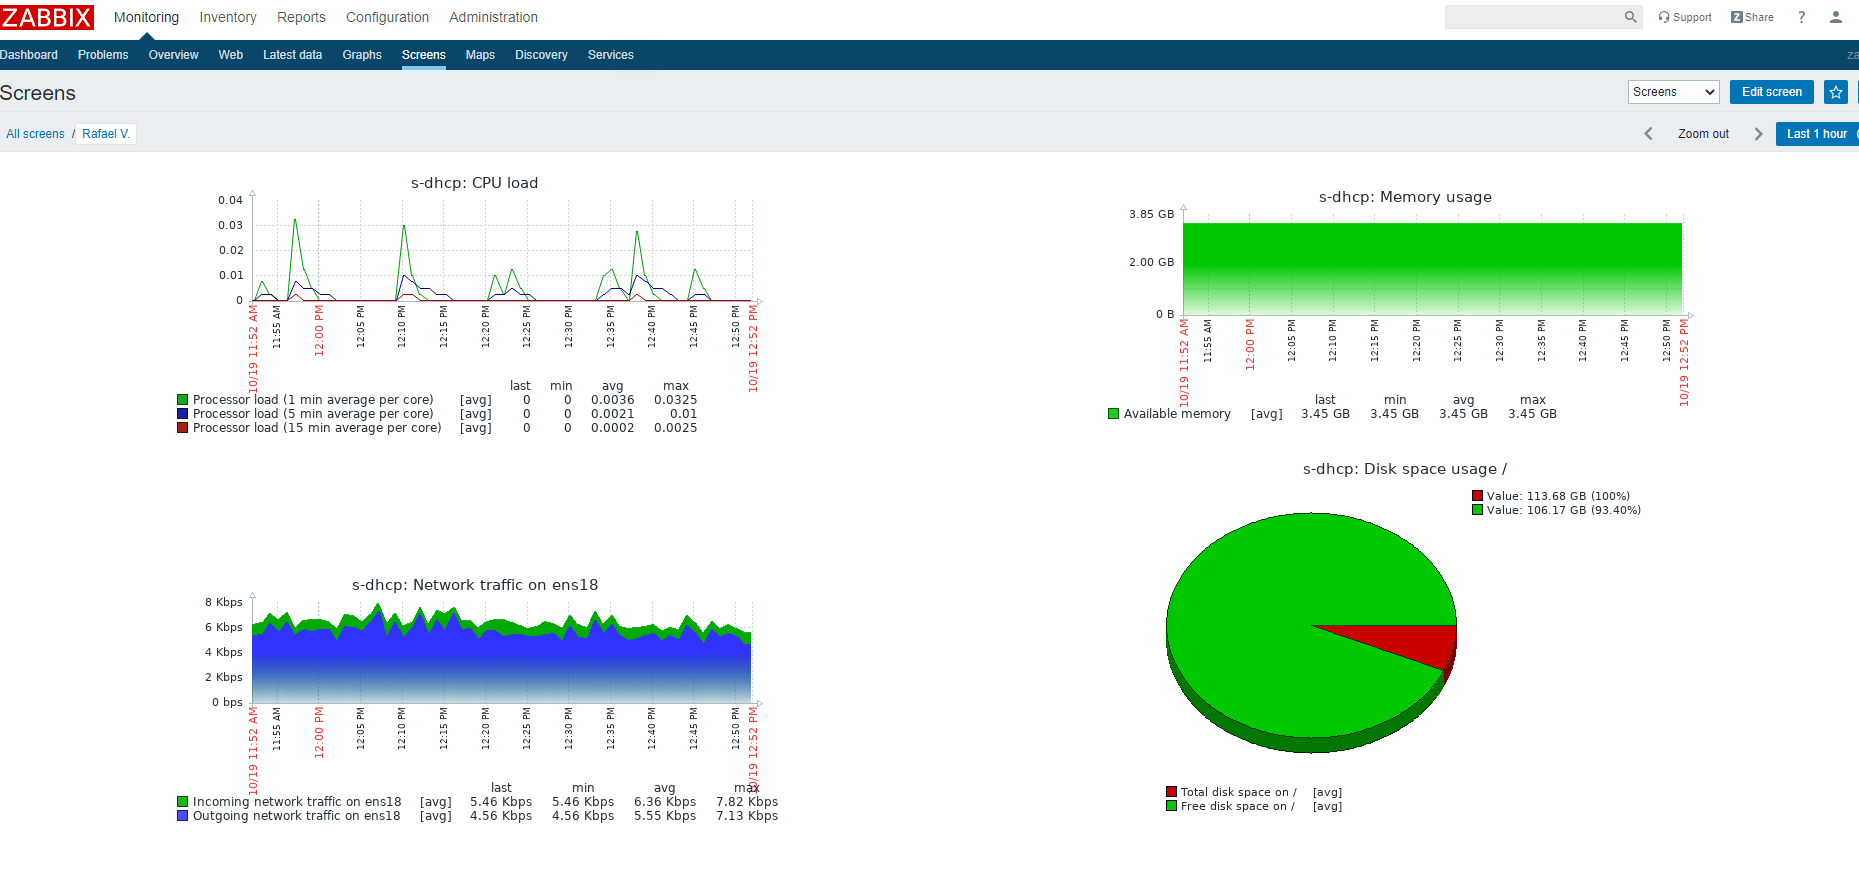 ZABBIX Monitoring Inventory Reports Configuration Administration Support Z Share ?
Dashboard Problems Overview Web Latest data Graphs Screens Maps Discovery Services za
Screens Screens Edit screen
All screens / Rafael V. Zoom out Last 1 hour
s-dhcp: CPU load
0.04
0.03
0.02
0.01
0
10/19 11:52 AM 11:55 AM 12:00 PM 12:05 PM 12:10 PM 12:15 PM 12:20 PM 12:25 PM 12:30 PM 12:35 PM 12:40 PM 12:45 PM 12:50 PM 10/19 12:52 PM
last min avg max
Processor load (1 min average per core) [avg] 0 0 0.0036 0.0325
Processor load (5 min average per core) [avg] 0 0 0.0021 0.01
Processor load (15 min average per core) [avg] 0 0 0.0002 0.0025
s-dhcp: Memory usage
3.85 GB
2.00 GB
0 B
10/19 11:52 AM 11:55 AM 12:00 PM 12:05 PM 12:10 PM 12:15 PM 12:20 PM 12:25 PM 12:30 PM 12:35 PM 12:40 PM 12:45 PM 12:50 PM 10/19 12:52 PM
last min avg max
Available memory [avg] 3.45 GB 3.45 GB 3.45 GB 3.45 GB
s-dhcp: Network traffic on ens18
8 Kbps
6 Kbps
4 Kbps
2 Kbps
0 bps
10/19 11:52 AM 11:55 AM 12:00 PM 12:05 PM 12:10 PM 12:15 PM 12:20 PM 12:25 PM 12:30 PM 12:35 PM 12:40 PM 12:45 PM 12:50 PM 10/19 12:52 PM
last min avg max
Incoming network traffic on ens18 [avg] 5.46 Kbps 5.46 Kbps 6.36 Kbps 7.82 Kbps
Outgoing network traffic on ens18 [avg] 4.56 Kbps 4.56 Kbps 5.55 Kbps 7.13 Kbps
s-dhcp: Disk space usage /
Value: 113.68 GB (100%)
Value: 106.17 GB (93.40%)
Total disk space on / [avg]
Free disk space on / [avg]